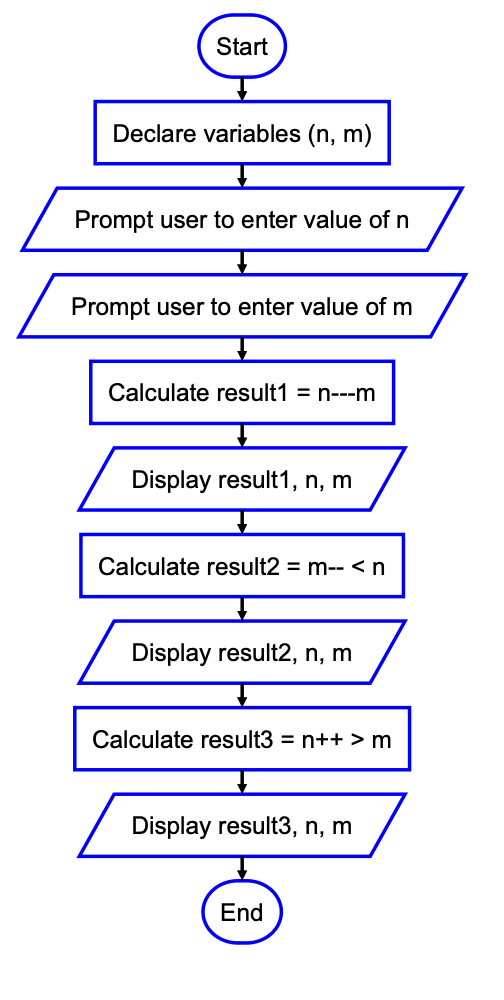 Start
Declare variables (n, m)
Prompt user to enter value of n
Prompt user to enter value of m
Calculate result1 = n---m
Display result1, n, m
Calculate result2 = m-- < n
Display result2, n, m
Calculate result3 = n++ > m
Display result3, n, m
End